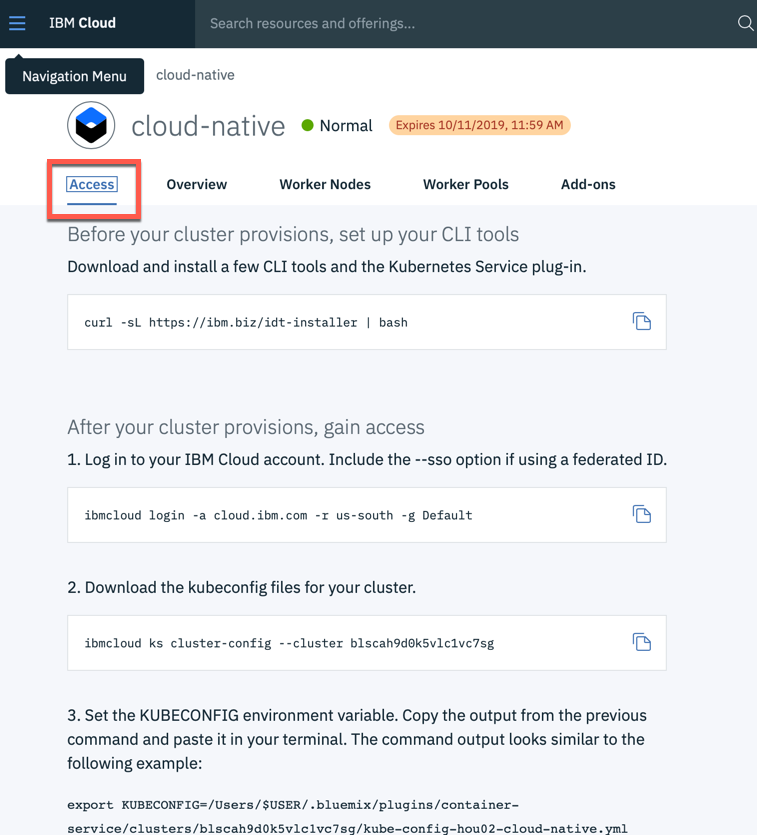 IBM Cloud
Search resources and offerings...
Navigation Menu
cloud-native
cloud-native
Normal
Expires 10/11/2019, 11:59 AM
Access
Overview
Worker Nodes
Worker Pools
Add-ons
Before your cluster provisions, set up your CLI tools
Download and install a few CLI tools and the Kubernetes Service plug-in.
curl -sL https://ibm.biz/idt-installer | bash
After your cluster provisions, gain access
1. Log in to your IBM Cloud account. Include the --sso option if using a federated ID.
ibmcloud login -a cloud.ibm.com -r us-south -g Default
2. Download the kubeconfig files for your cluster.
ibmcloud ks cluster-config --cluster blscah9d0k5vlc1vc7sg
3. Set the KUBECONFIG environment variable. Copy the output from the previous
command and paste it in your terminal. The command output looks similar to the
following example:
export KUBECONFIG=/Users/$USER/.bluemix/plugins/container-
service/clusters/blscah9d0k5vlc1vc7sg/kube-config-hou02-cloud-native.yml